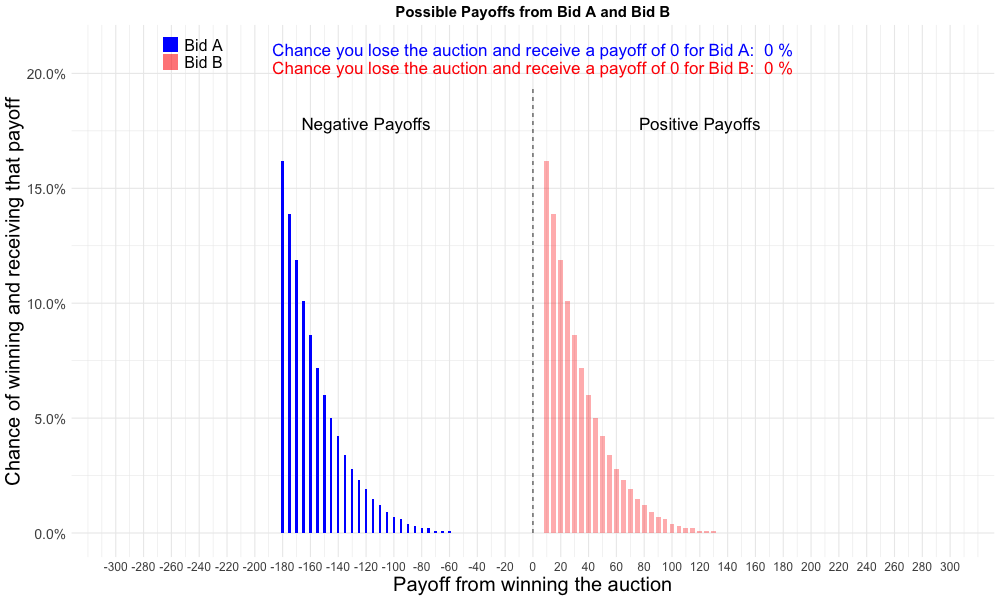 Possible Payoffs from Bid A and Bid B
Bid A
Bid B
Chance you lose the auction and receive a payoff of 0 for Bid A:  0 %
Chance you lose the auction and receive a payoff of 0 for Bid B:  0 %
Negative Payoffs
Positive Payoffs
Chance of winning and receiving that payoff
20.0%
15.0%
10.0%
5.0%
0.0%
-300 -280 -260 -240 -220 -200 -180 -160 -140 -120 -100 -80 -60 -40 -20 0 20 40 60 80 100 120 140 160 180 200 220 240 260 280 300
Payoff from winning the auction